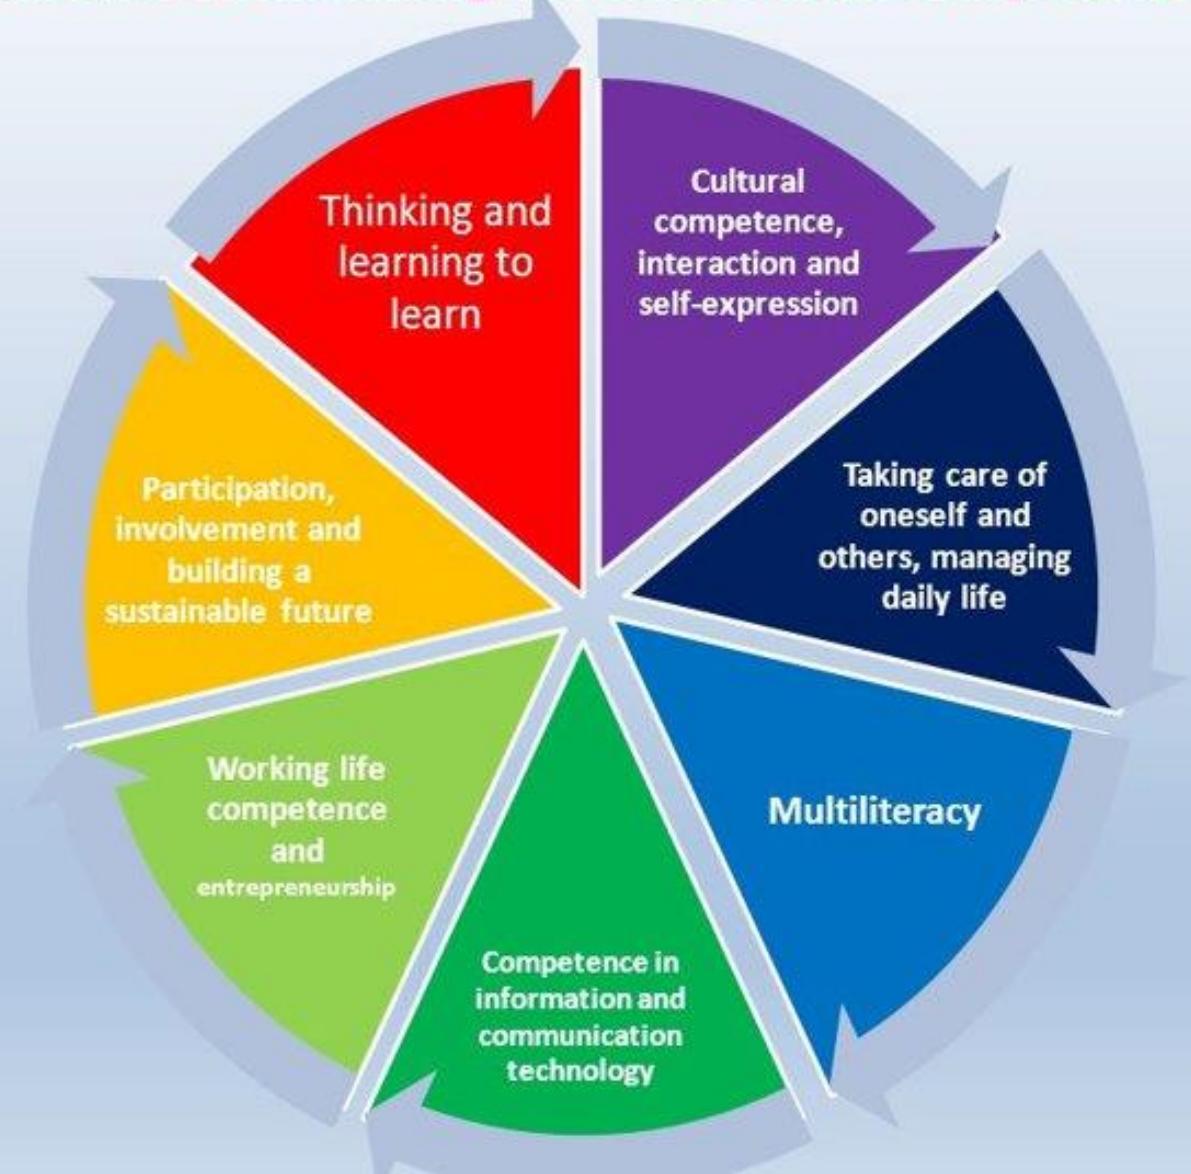 Thinking and
learning to
learn
Cultural
competence,
interaction and
self-expression
Taking care of
oneself and
others, managing
daily life
Multiliteracy
Competence in
information and
communication
technology
Working life
competence
and
entrepreneurship
Participation,
involvement and
building a
sustainable future